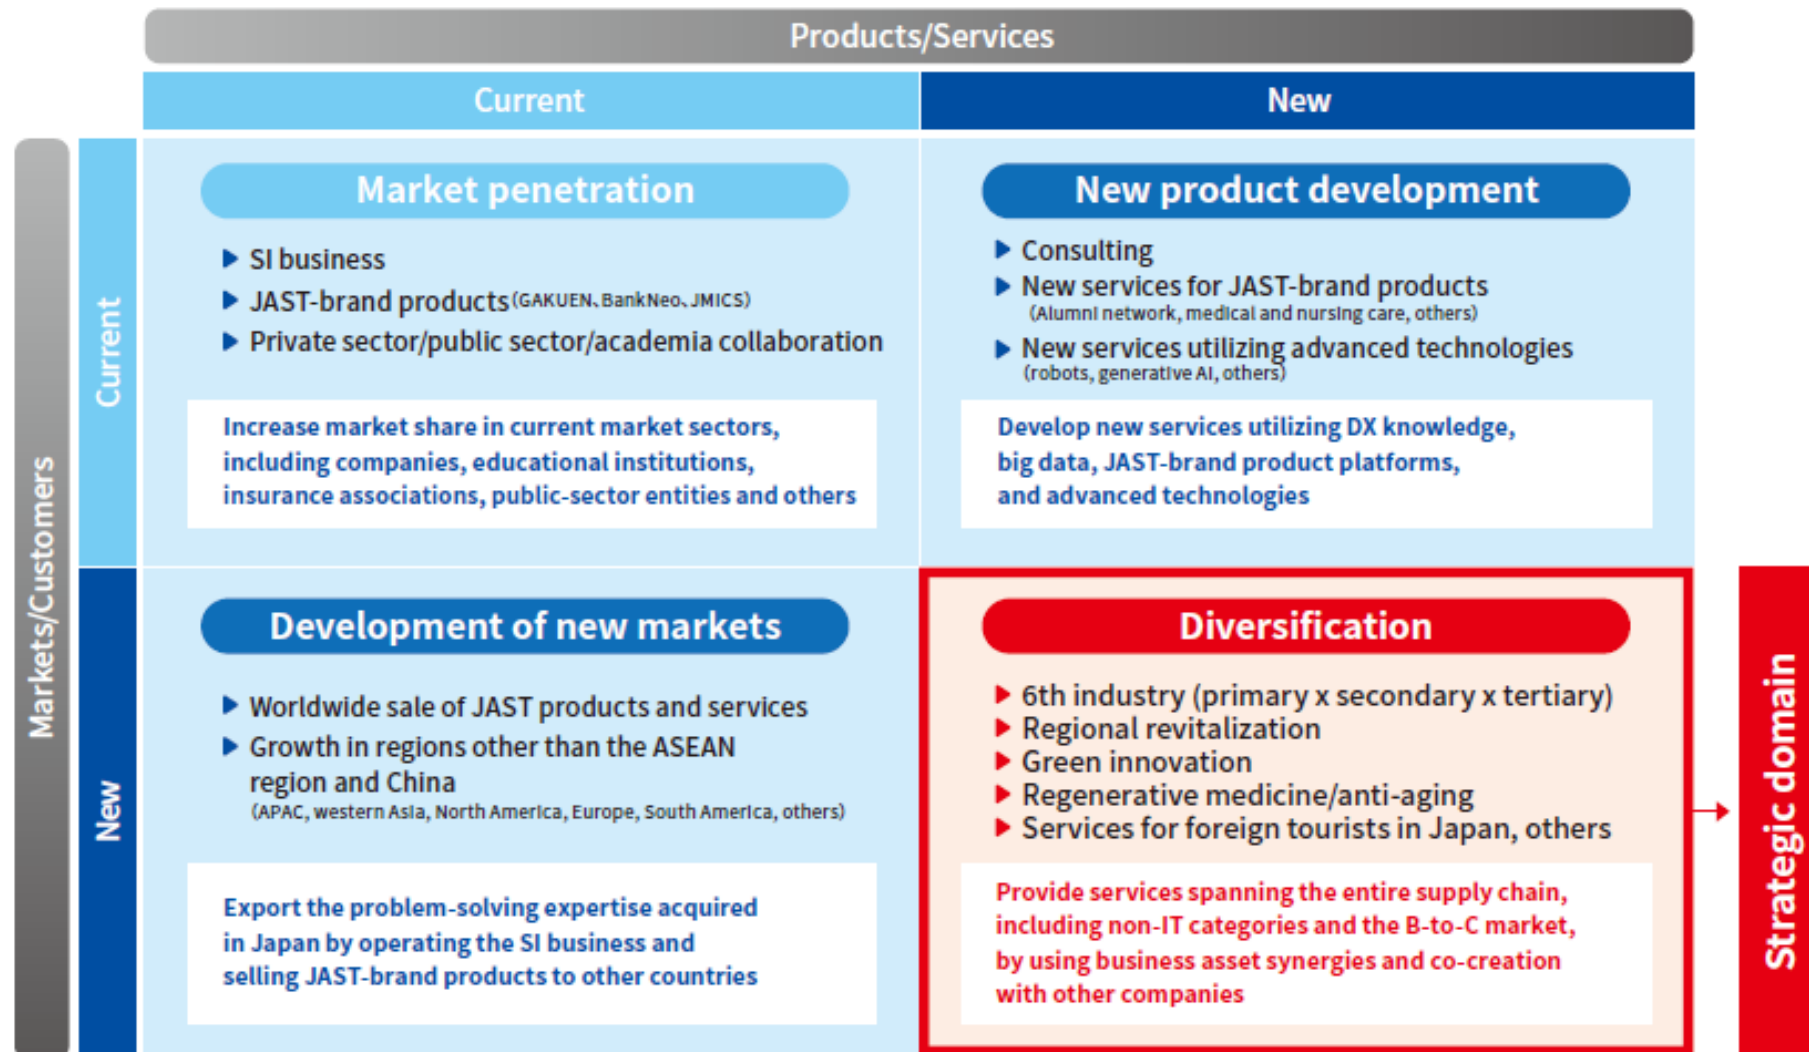 Products/Services
Current
New
Markets/Customers
Current
Market penetration
SI business
JAST-brand products(GAKUEN、BankNeo、JMICS)
Private sector/public sector/academia collaboration
Increase market share in current market sectors,
including companies, educational institutions,
insurance associations, public-sector entities and others
New product development
Consulting
New services for JAST-brand products
(Alumni network, medical and nursing care, others)
New services utilizing advanced technologies
(robots, generative AI, others)
Develop new services utilizing DX knowledge,
big data, JAST-brand product platforms,
and advanced technologies
New
Development of new markets
Worldwide sale of JAST products and services
Growth in regions other than the ASEAN
region and China
(APAC, western Asia, North America, Europe, South America, others)
Export the problem-solving expertise acquired
in Japan by operating the SI business and
selling JAST-brand products to other countries
Diversification
6th industry (primary x secondary x tertiary)
Regional revitalization
Green innovation
Regenerative medicine/anti-aging
Services for foreign tourists in Japan, others
Provide services spanning the entire supply chain,
including non-IT categories and the B-to-C market,
by using business asset synergies and co-creation
with other companies
Strategic domain